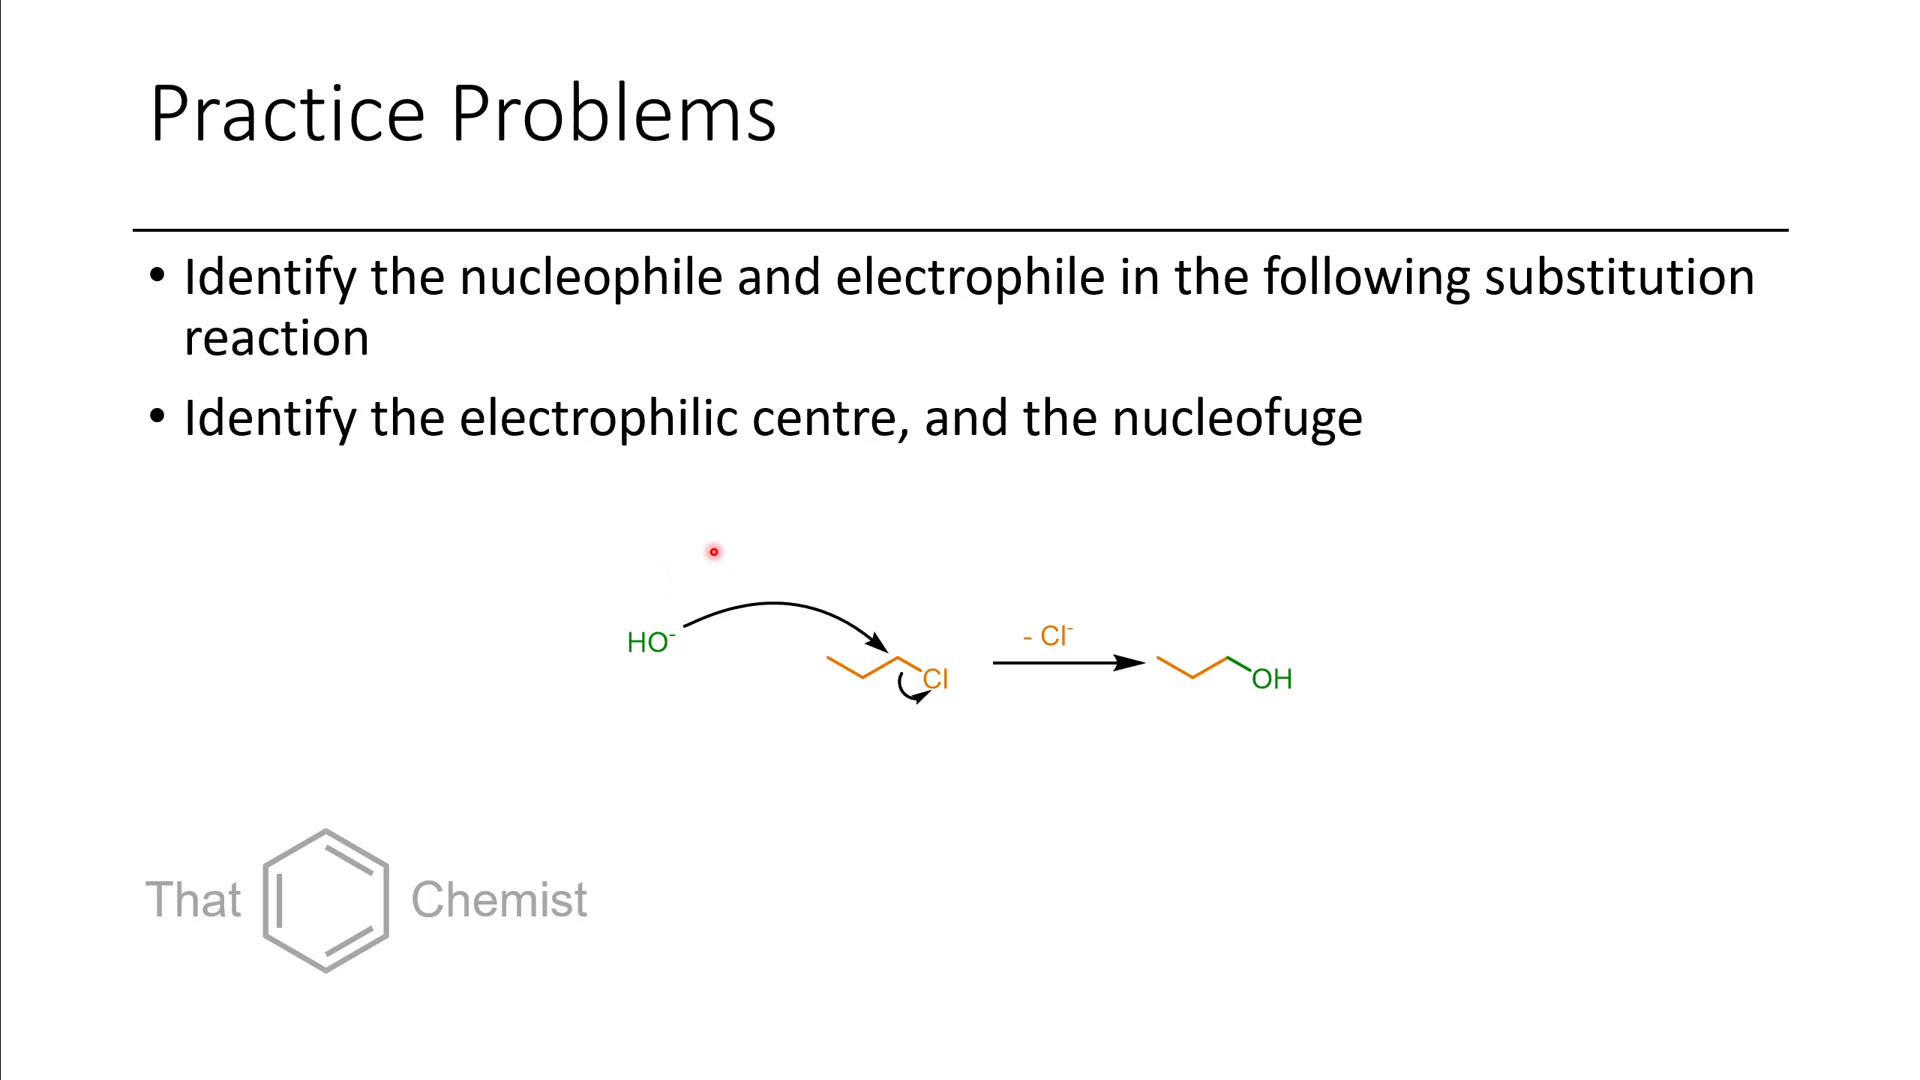 Practice Problems
• Identify the nucleophile and electrophile in the following substitution
reaction
• Identify the electrophilic centre, and the nucleofuge
HO⁻
Cl
- Cl⁻
OH
That Chemist